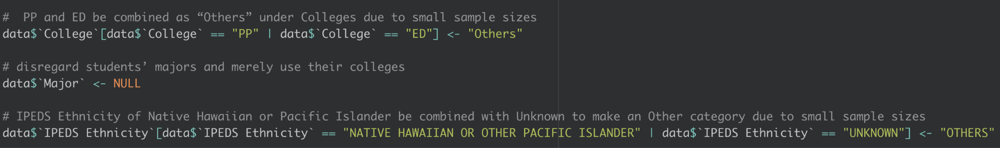 #  PP and ED be combined as “Others” under Colleges due to small sample sizes
data$`College`[data$`College` == "PP" | data$`College` == "ED"] <- "Others"
# disregard students’ majors and merely use their colleges
data$`Major` <- NULL
# IPEDS Ethnicity of Native Hawaiian or Pacific Islander be combined with Unknown to make an Other category due to small sample sizes
data$`IPEDS Ethnicity`[data$`IPEDS Ethnicity` == "NATIVE HAWAIIAN OR OTHER PACIFIC ISLANDER" | data$`IPEDS Ethnicity` == "UNKNOWN"] <- "OTHERS"